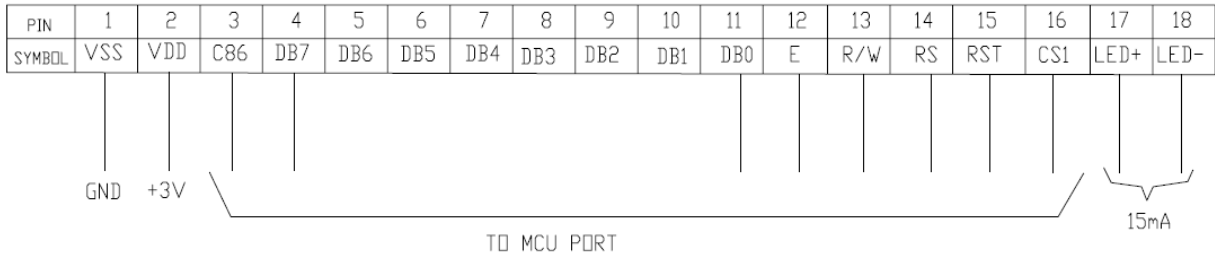 PIN 1 2 3 4 5 6 7 8 9 10 11 12 13 14 15 16 17 18
SYMBOL VSS VDD C86 DB7 DB6 DB5 DB4 DB3 DB2 DB1 DB0 E R/W RS RST CS1 LED+ LED-
GND +3V
15mA
TO MCU PORT